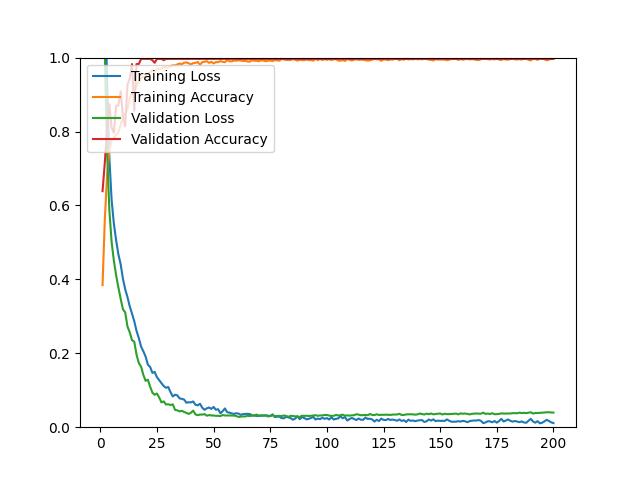 1.0
0.8
0.6
0.4
0.2
0.0
Training Loss
Training Accuracy
Validation Loss
Validation Accuracy
0 25 50 75 100 125 150 175 200